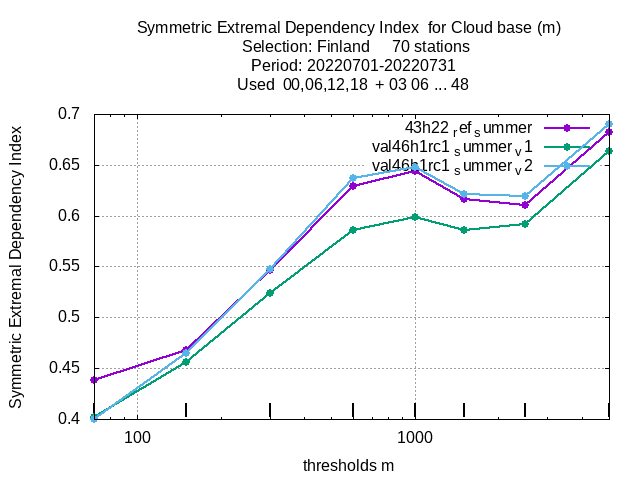 Symmetric Extremal Dependency Index for Cloud base (m)
Selection: Finland 70 stations
Period: 20220701-20220731
Used 00,06,12,18 + 03 06 ... 48
Symmetric Extremal Dependency Index
0.7
0.65
0.6
0.55
0.5
0.45
0.4
43h22 ref summer
val46h1rc1 summer v1
val46h1rc1 summer v2
100
1000
thresholds m